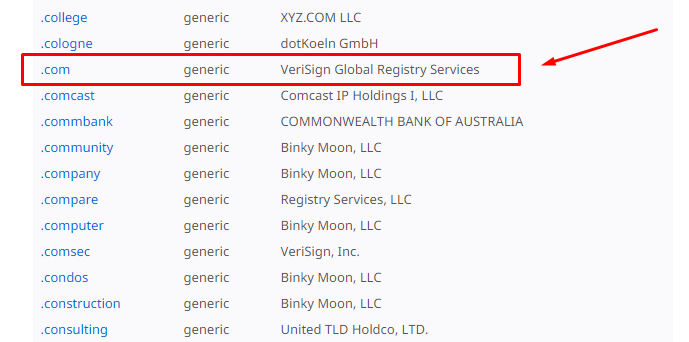 .college generic XYZ.COM LLC
.cologne generic dotKoeln GmbH
.com generic VeriSign Global Registry Services
.comcast generic Comcast IP Holdings I, LLC
.commbank generic COMMONWEALTH BANK OF AUSTRALIA
.community generic Binky Moon, LLC
.company generic Binky Moon, LLC
.compare generic Registry Services, LLC
.computer generic Binky Moon, LLC
.comsec generic VeriSign, Inc.
.condos generic Binky Moon, LLC
.construction generic Binky Moon, LLC
.consulting generic United TLD Holdco, LTD.